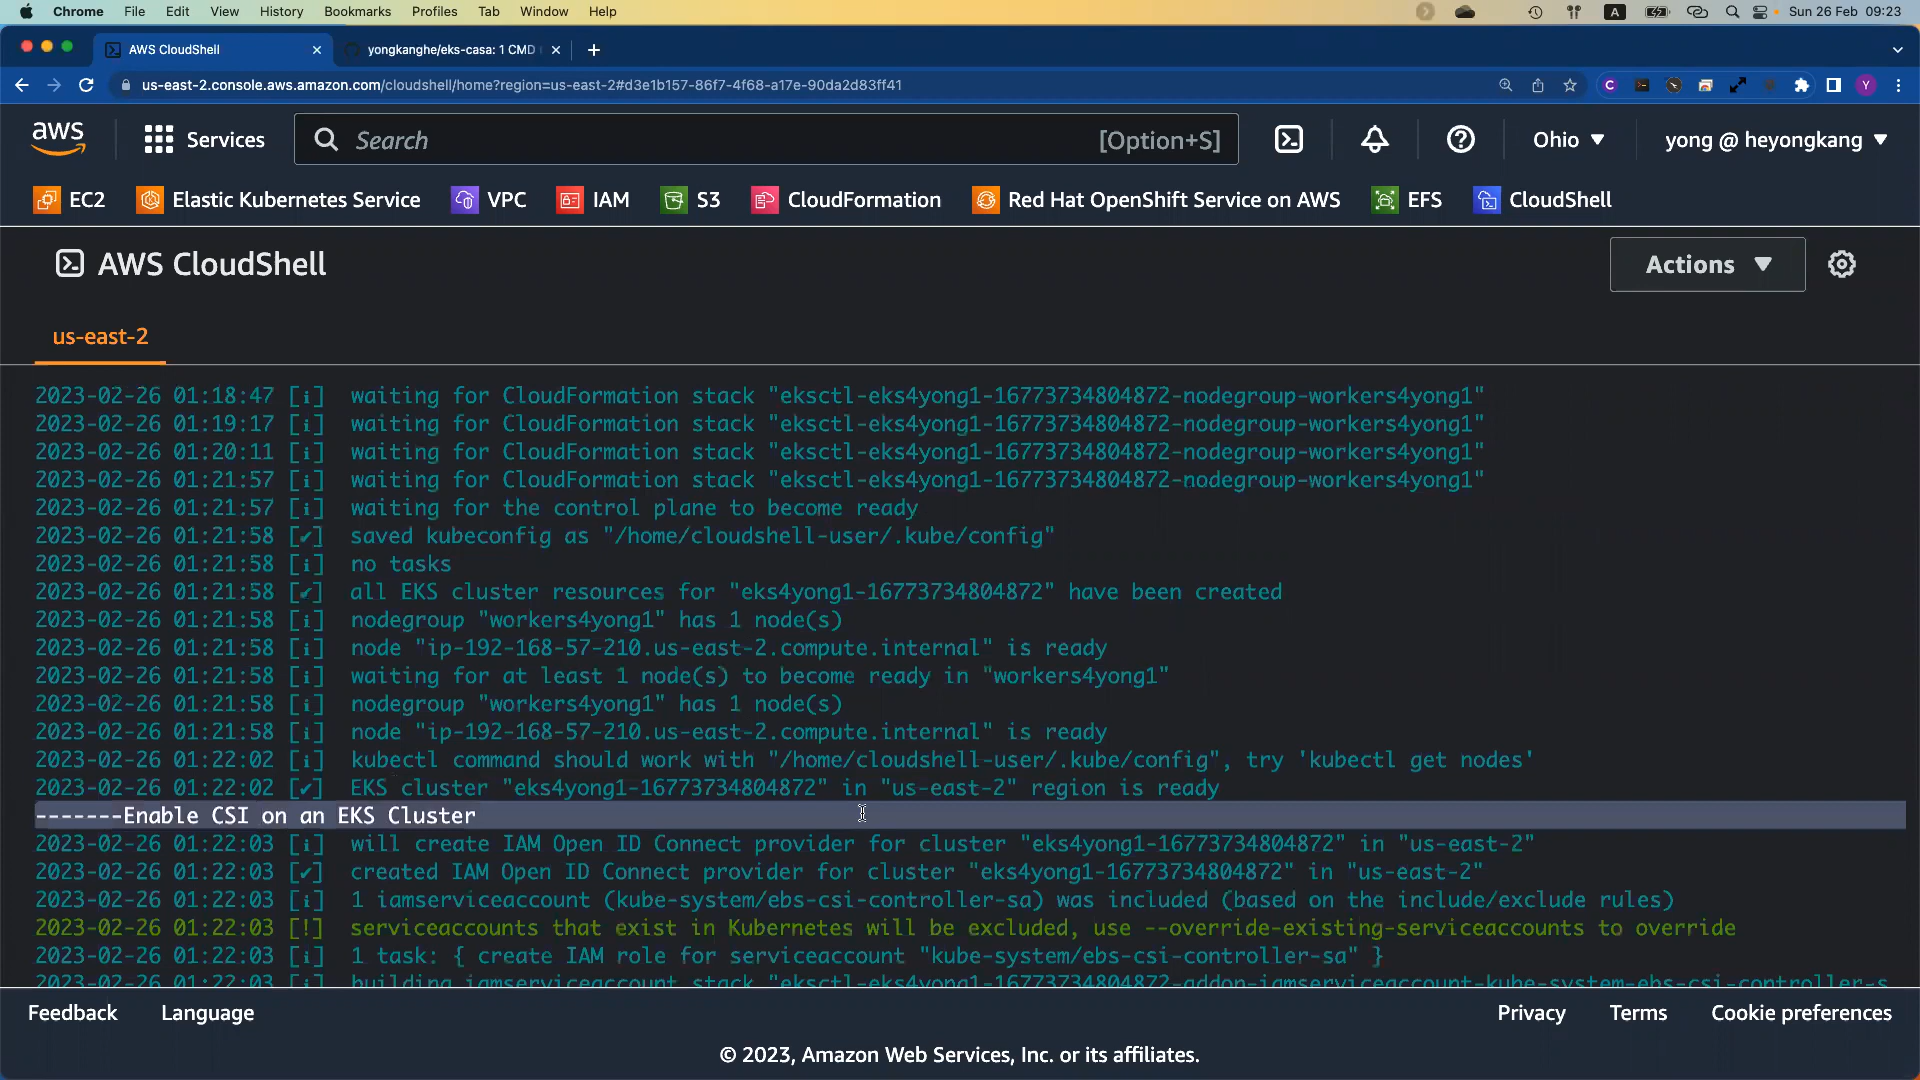 Chrome File Edit View History Bookmarks Profiles Tab Window Help A Sun 26 Feb 09:23
AWS CloudShell yongkanghe/eks-casa: 1 CMD
us-east-2.console.aws.amazon.com/cloudshell/home?region=us-east-2#d3e1b157-86f7-4f68-a17e-90da2d83ff41 C Y
aws Services Search [Option+S] Ohio yong @ heyongkang
EC2 Elastic Kubernetes Service VPC IAM S3 CloudFormation Red Hat OpenShift Service on AWS EFS CloudShell
AWS CloudShell Actions
us-east-2
2023-02-26 01:18:47 [ℹ] waiting for CloudFormation stack "eksctl-eks4yong1-16773734804872-nodegroup-workers4yong1"
2023-02-26 01:19:17 [ℹ] waiting for CloudFormation stack "eksctl-eks4yong1-16773734804872-nodegroup-workers4yong1"
2023-02-26 01:20:11 [ℹ] waiting for CloudFormation stack "eksctl-eks4yong1-16773734804872-nodegroup-workers4yong1"
2023-02-26 01:21:57 [ℹ] waiting for CloudFormation stack "eksctl-eks4yong1-16773734804872-nodegroup-workers4yong1"
2023-02-26 01:21:57 [ℹ] waiting for the control plane to become ready
2023-02-26 01:21:58 [✔] saved kubeconfig as "/home/cloudshell-user/.kube/config"
2023-02-26 01:21:58 [ℹ] no tasks
2023-02-26 01:21:58 [✔] all EKS cluster resources for "eks4yong1-16773734804872" have been created
2023-02-26 01:21:58 [ℹ] nodegroup "workers4yong1" has 1 node(s)
2023-02-26 01:21:58 [ℹ] node "ip-192-168-57-210.us-east-2.compute.internal" is ready
2023-02-26 01:21:58 [ℹ] waiting for at least 1 node(s) to become ready in "workers4yong1"
2023-02-26 01:21:58 [ℹ] nodegroup "workers4yong1" has 1 node(s)
2023-02-26 01:21:58 [ℹ] node "ip-192-168-57-210.us-east-2.compute.internal" is ready
2023-02-26 01:22:02 [ℹ] kubectl command should work with "/home/cloudshell-user/.kube/config", try 'kubectl get nodes'
2023-02-26 01:22:02 [✔] EKS cluster "eks4yong1-16773734804872" in "us-east-2" region is ready
-------Enable CSI on an EKS Cluster
2023-02-26 01:22:03 [ℹ] will create IAM Open ID Connect provider for cluster "eks4yong1-16773734804872" in "us-east-2"
2023-02-26 01:22:03 [✔] created IAM Open ID Connect provider for cluster "eks4yong1-16773734804872" in "us-east-2"
2023-02-26 01:22:03 [ℹ] 1 iamserviceaccount (kube-system/ebs-csi-controller-sa) was included (based on the include/exclude rules)
2023-02-26 01:22:03 [!] serviceaccounts that exist in Kubernetes will be excluded, use --override-existing-serviceaccounts to override
2023-02-26 01:22:03 [ℹ] 1 task: { create IAM role for serviceaccount "kube-system/ebs-csi-controller-sa" }
2023-02-26 01:22:03 [ℹ] building iamserviceaccount stack "eksctl-eks4yong1-16773734804872-addon-iamserviceaccount-kube-system-ebs-csi-controller-s
Feedback Language Privacy Terms Cookie preferences
© 2023, Amazon Web Services, Inc. or its affiliates.